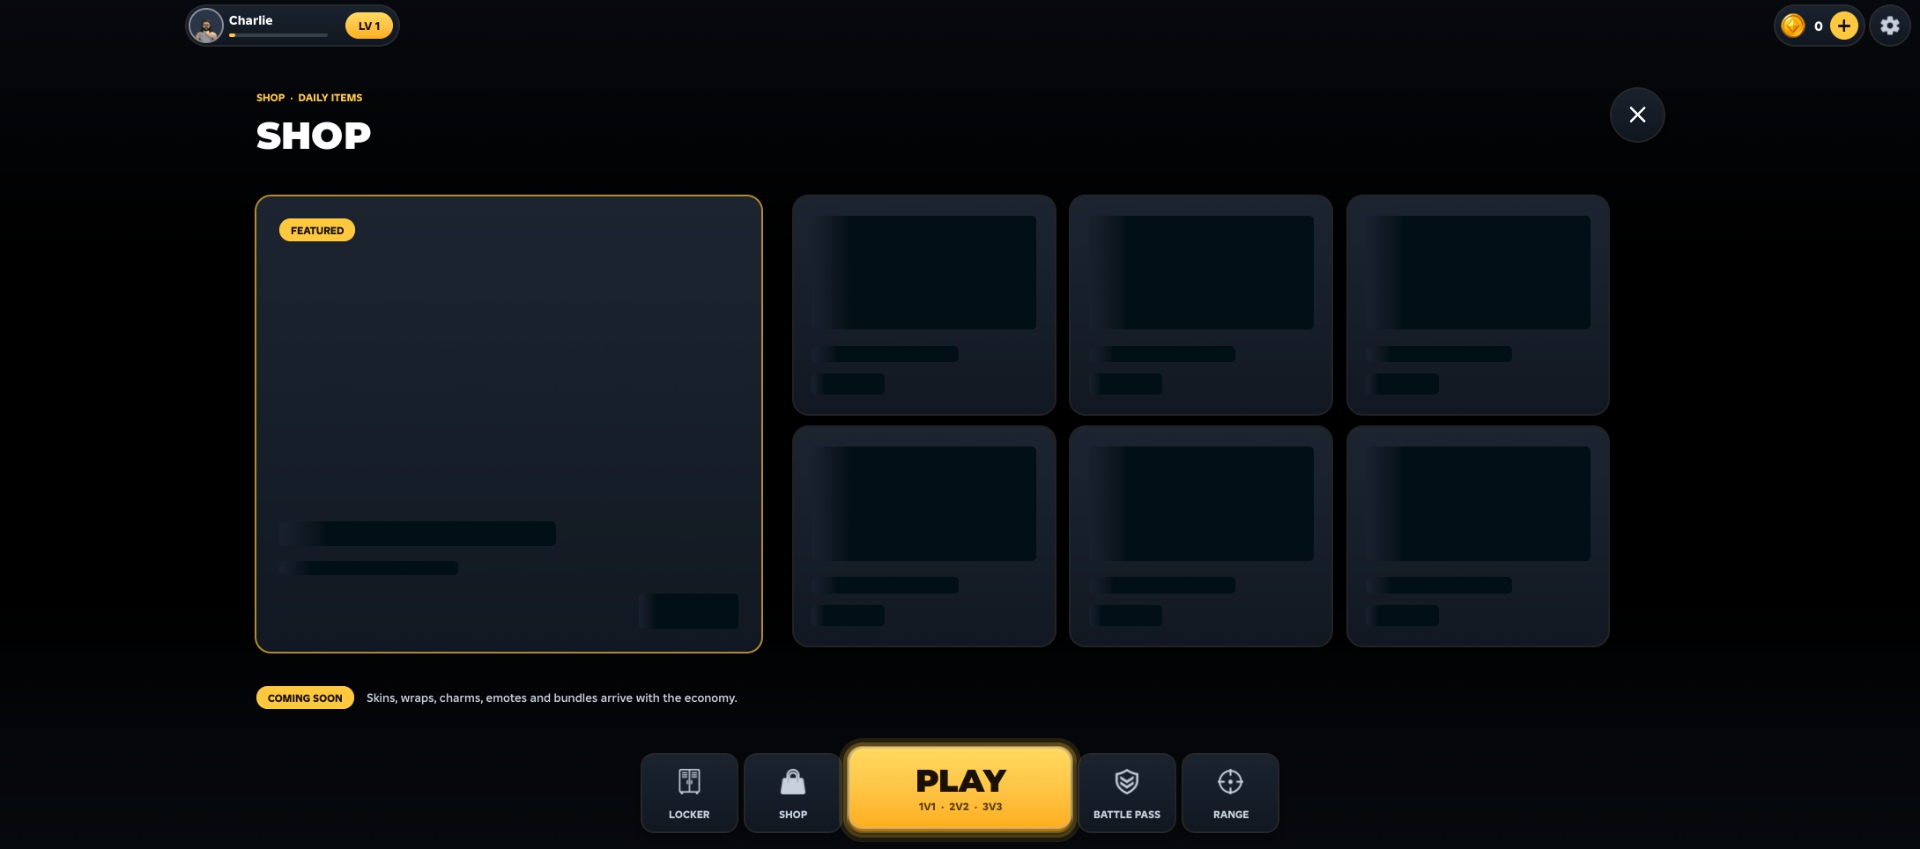 Charlie
LV 1
0
SHOP · DAILY ITEMS
SHOP
FEATURED
COMING SOON
Skins, wraps, charms, emotes and bundles arrive with the economy.
LOCKER
SHOP
PLAY
1V1 · 2V2 · 3V3
BATTLE PASS
RANGE